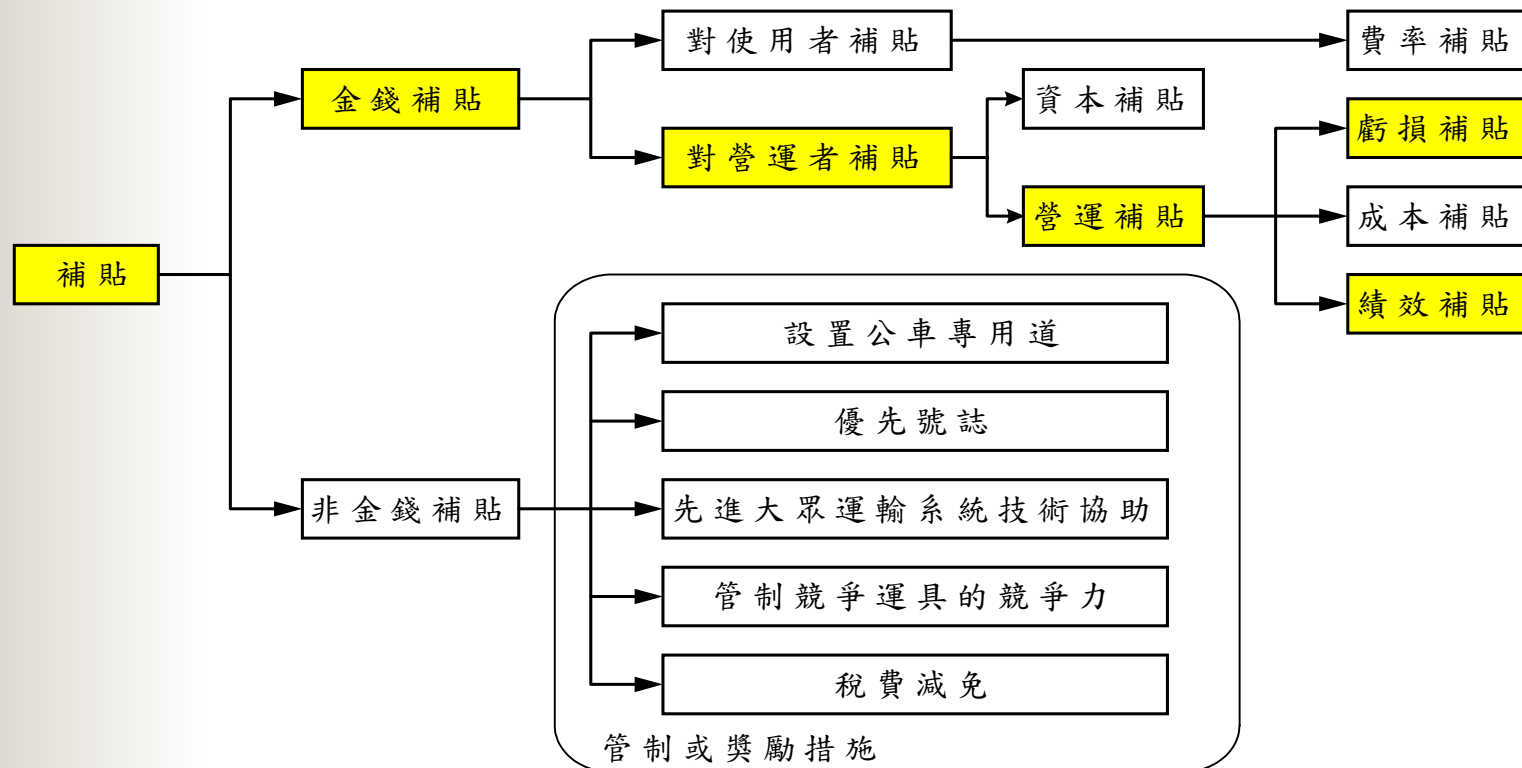 補貼
金錢補貼
對使用者補貼
費率補貼
對營運者補貼
資本補貼
營運補貼
虧損補貼
成本補貼
績效補貼
非金錢補貼
設置公車專用道
優先號誌
先進大眾運輸系統技術協助
管制競爭運具的競爭力
稅費減免
管制或獎勵措施